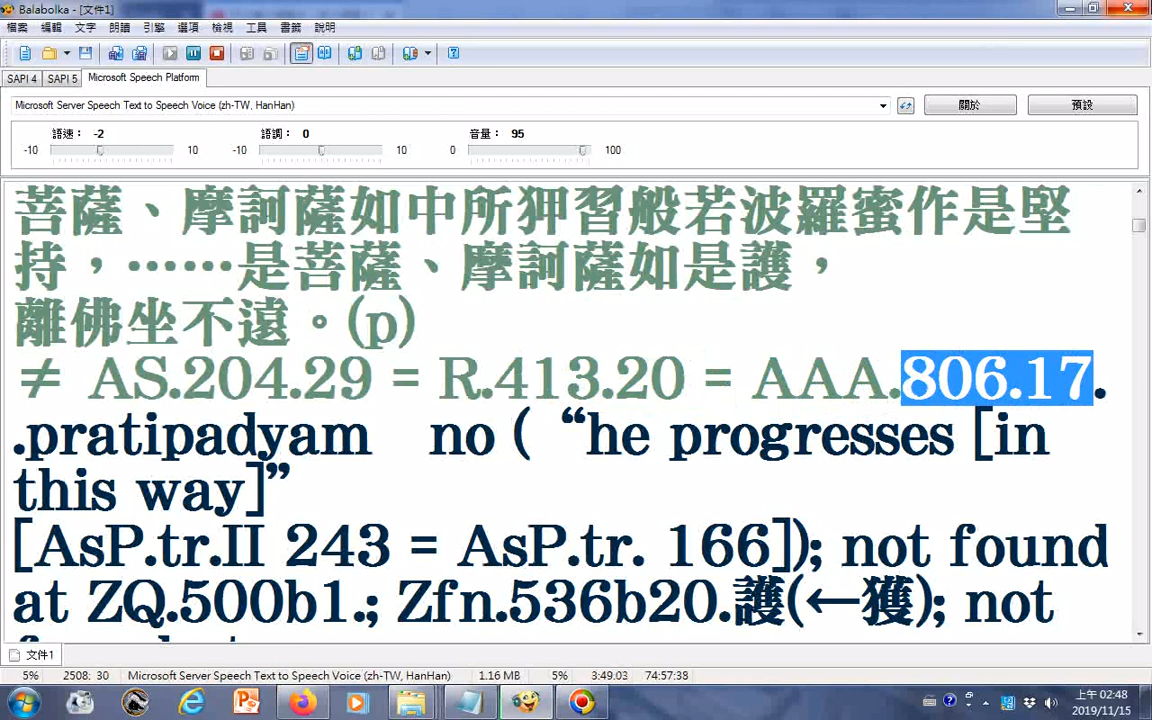 Balabolka - [文件1]
檔案 編輯 文字 朗讀 引擎 選項 檢視 工具 書籤 說明
SAPI 4 SAPI 5 Microsoft Speech Platform
Microsoft Server Speech Text to Speech Voice (zh-TW, HanHan) 關於 預設
語速： -2 語調： 0 音量： 95
-10 10 -10 10 0 100
菩薩、摩訶薩如中所狎習般若波羅蜜作是堅
持，……是菩薩、摩訶薩如是護，
離佛坐不遠。(p)
≠ AS.204.29 = R.413.20 = AAA.806.17.
.pratipadyam no ( “he progresses [in
this way]”
[AsP.tr.II 243 = AsP.tr. 166]); not found
at ZQ.500b1.; Zfn.536b20.護(←獲); not
文件1
5% 2508: 30 Microsoft Server Speech Text to Speech Voice (zh-TW, HanHan) 1.16 MB 5% 3:49:03 74:57:38
上午 02:48
2019/11/15